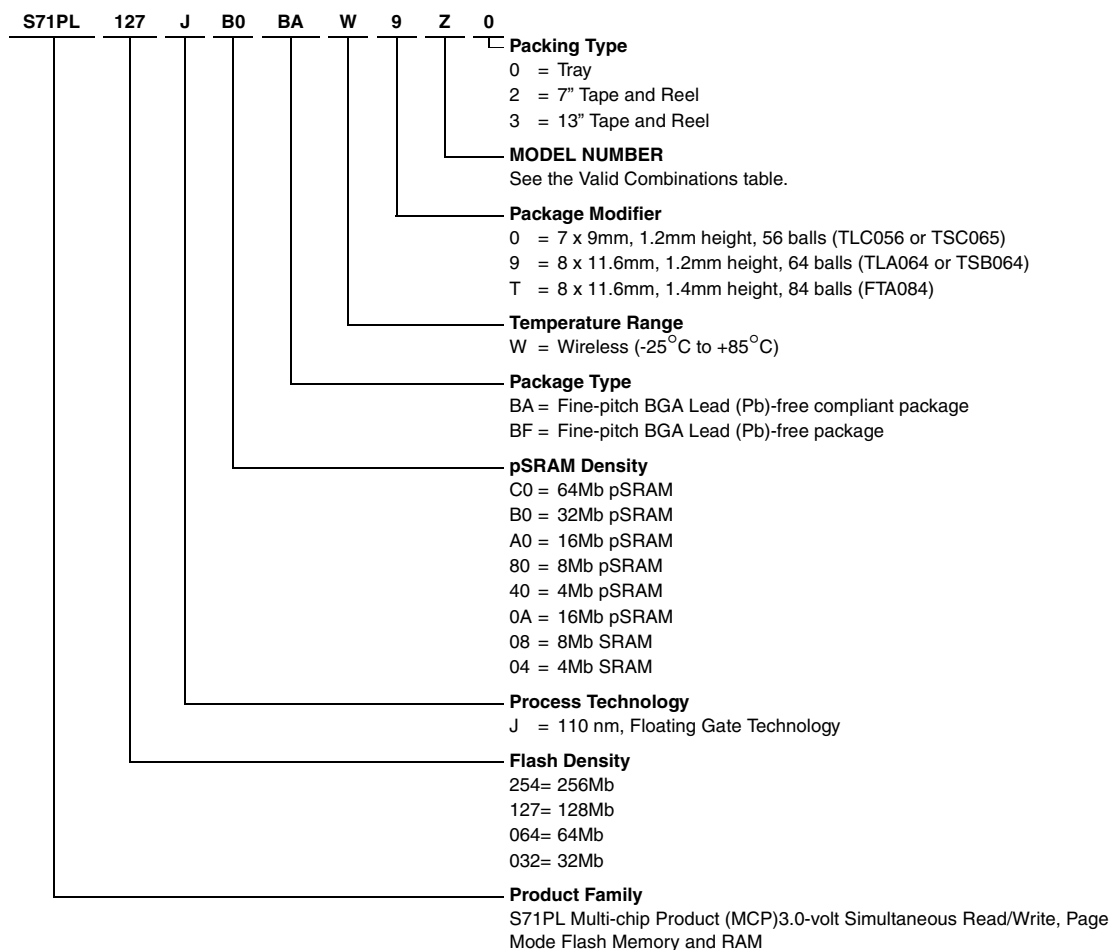 S71PL 127 J B0 BA W 9 Z 0
Packing Type
0 = Tray
2 = 7” Tape and Reel
3 = 13” Tape and Reel
MODEL NUMBER
See the Valid Combinations table.
Package Modifier
0 = 7 x 9mm, 1.2mm height, 56 balls (TLC056 or TSC065)
9 = 8 x 11.6mm, 1.2mm height, 64 balls (TLA064 or TSB064)
T = 8 x 11.6mm, 1.4mm height, 84 balls (FTA084)
Temperature Range
W = Wireless (-25°C to +85°C)
Package Type
BA = Fine-pitch BGA Lead (Pb)-free compliant package
BF = Fine-pitch BGA Lead (Pb)-free package
pSRAM Density
C0 = 64Mb pSRAM
B0 = 32Mb pSRAM
A0 = 16Mb pSRAM
80 = 8Mb pSRAM
40 = 4Mb pSRAM
0A = 16Mb pSRAM
08 = 8Mb SRAM
04 = 4Mb SRAM
Process Technology
J = 110 nm, Floating Gate Technology
Flash Density
254= 256Mb
127= 128Mb
064= 64Mb
032= 32Mb
Product Family
S71PL Multi-chip Product (MCP)3.0-volt Simultaneous Read/Write, Page
Mode Flash Memory and RAM